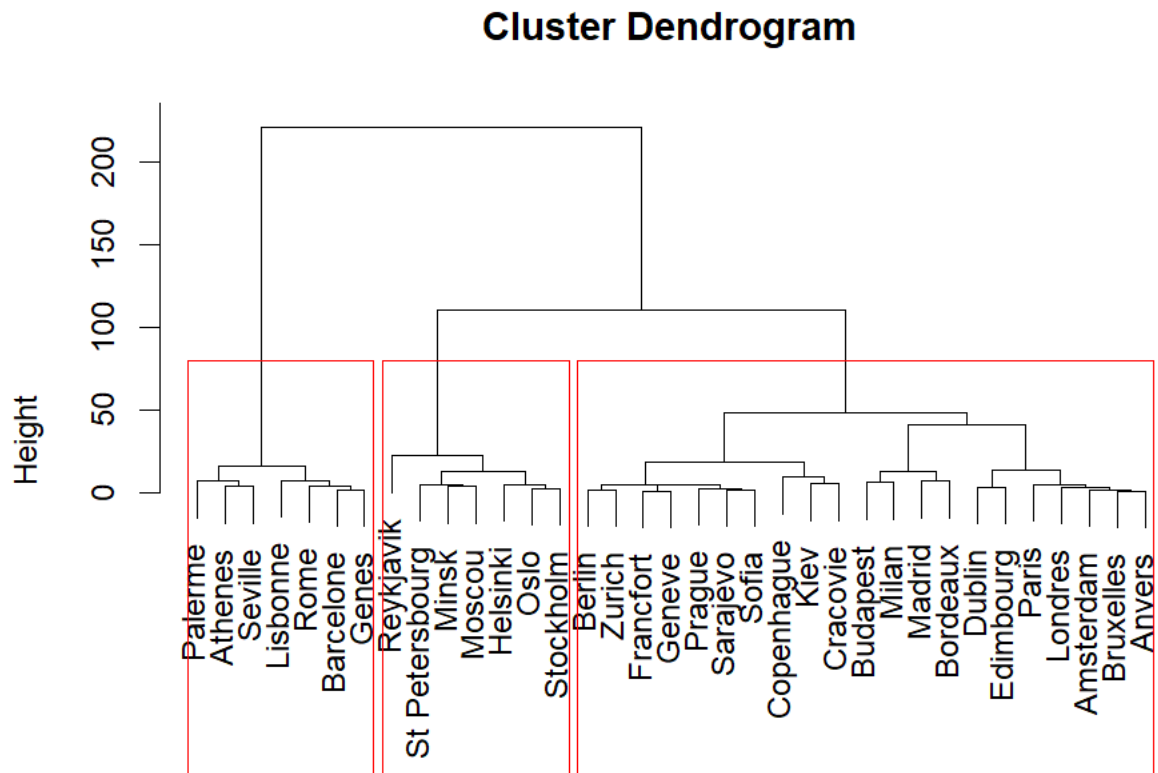 Cluster Dendrogram
Height
200
150
100
50
0
Palerme
Athenes
Seville
Lisbonne
Rome
Barcelone
Genes
Reykjavik
St Petersbourg
Minsk
Moscou
Helsinki
Oslo
Stockholm
Berlin
Zurich
Francfort
Geneve
Prague
Sarajevo
Sofia
Copenhague
Kiev
Cracovie
Budapest
Milan
Madrid
Bordeaux
Dublin
Edimbourg
Paris
Londres
Amsterdam
Bruxelles
Anvers